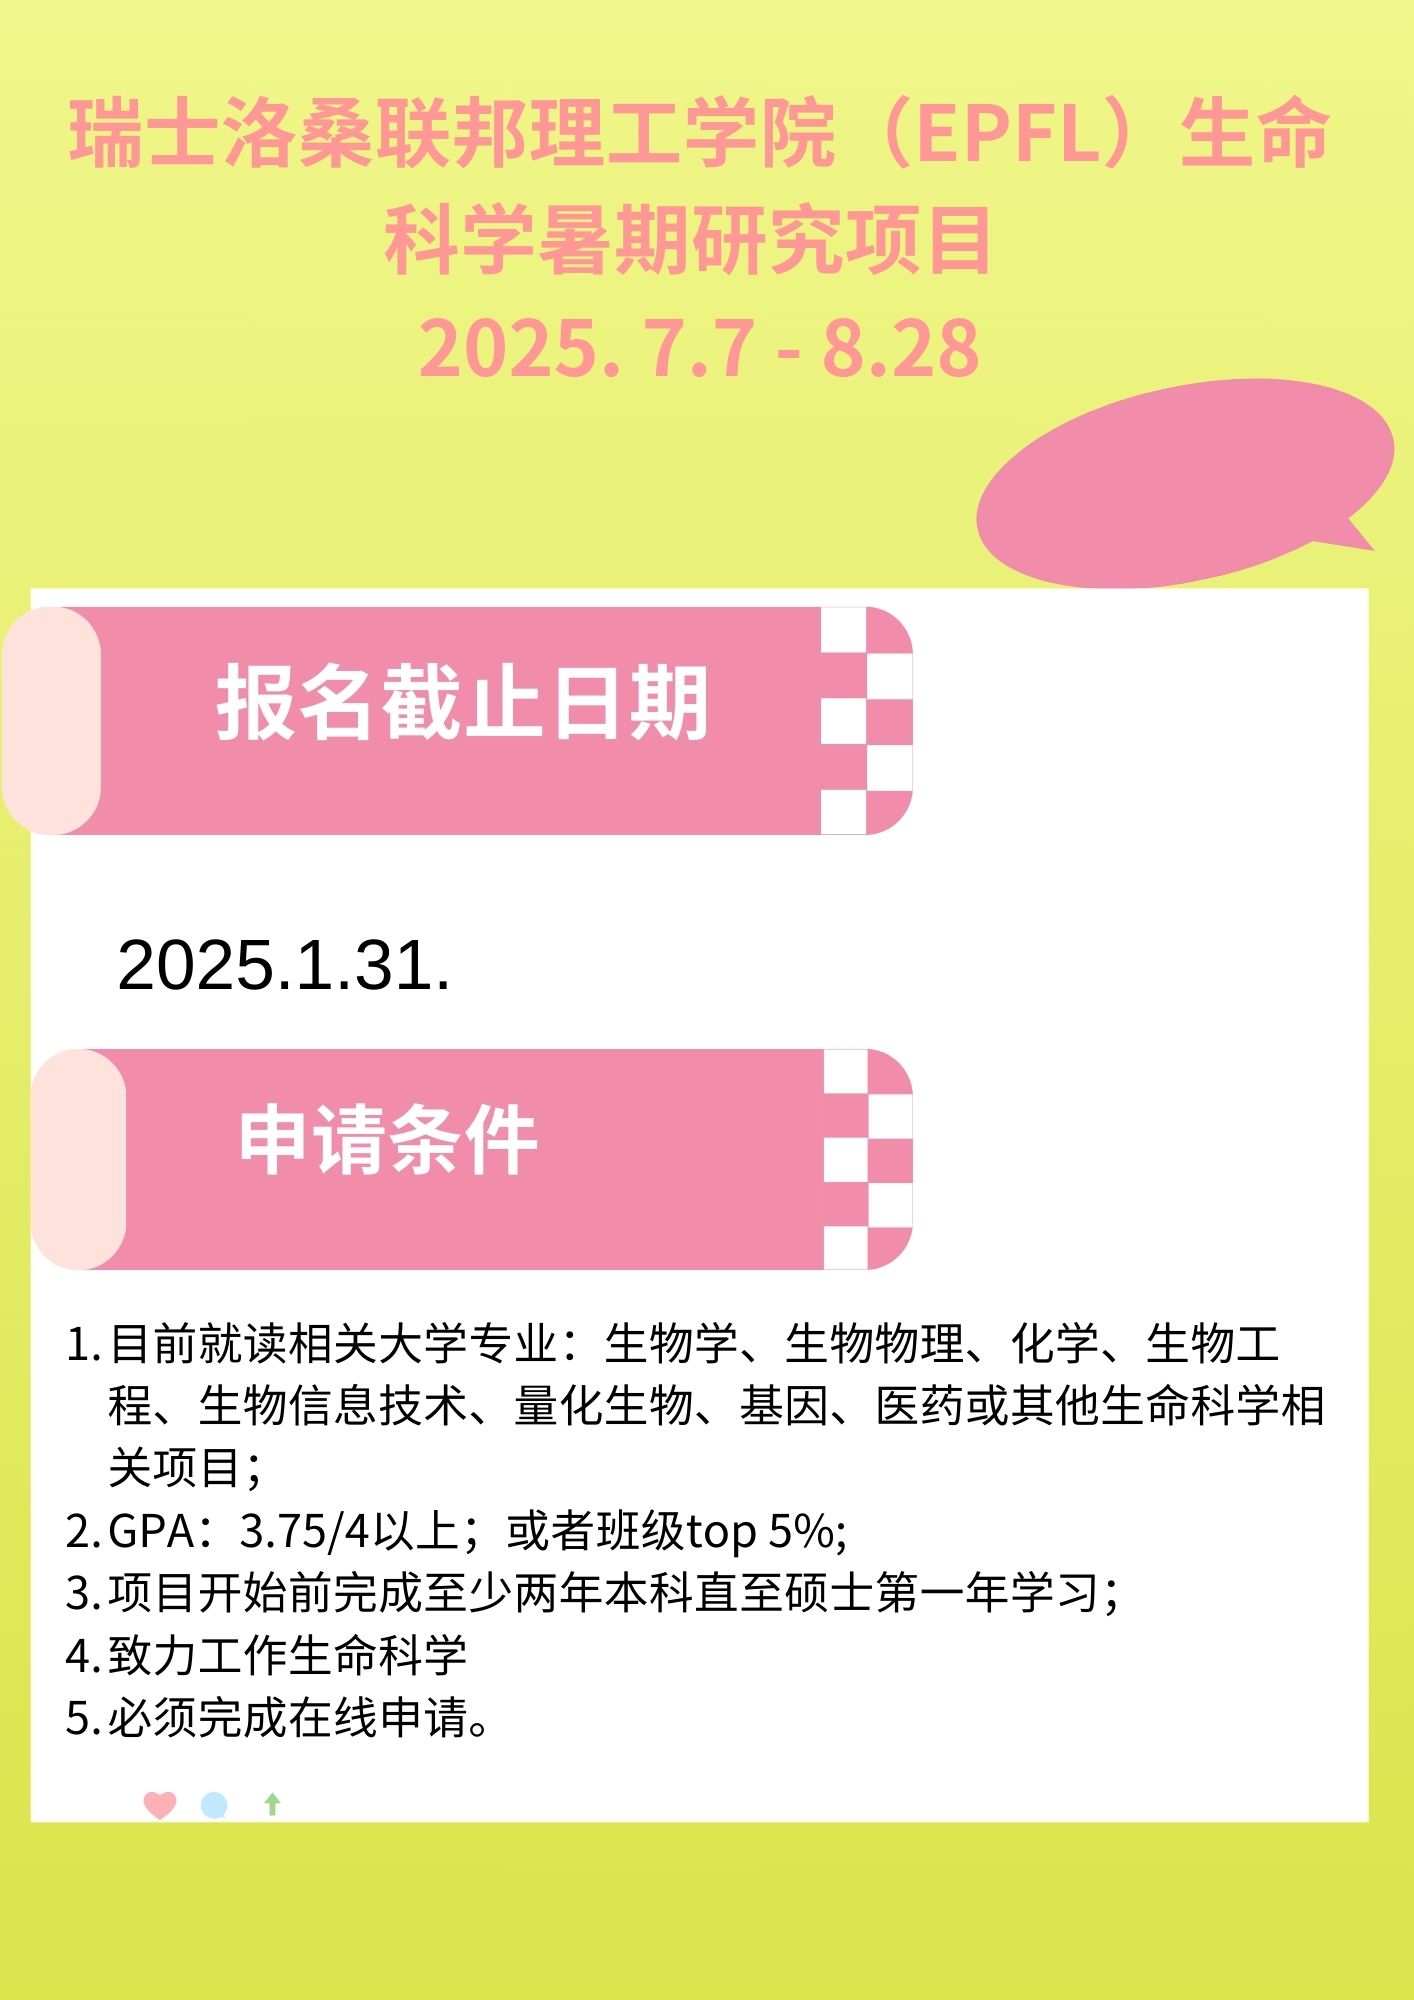 瑞士洛桑联邦理工学院（EPFL）生命
科学暑期研究项目
2025. 7.7 - 8.28
报名截止日期
2025.1.31.
申请条件
1. 目前就读相关大学专业：生物学、生物物理、化学、生物工
程、生物信息技术、量化生物、基因、医药或其他生命科学相
关项目；
2. GPA：3.75/4以上；或者班级top 5%;
3. 项目开始前完成至少两年本科直至硕士第一年学习；
4. 致力工作生命科学
5. 必须完成在线申请。